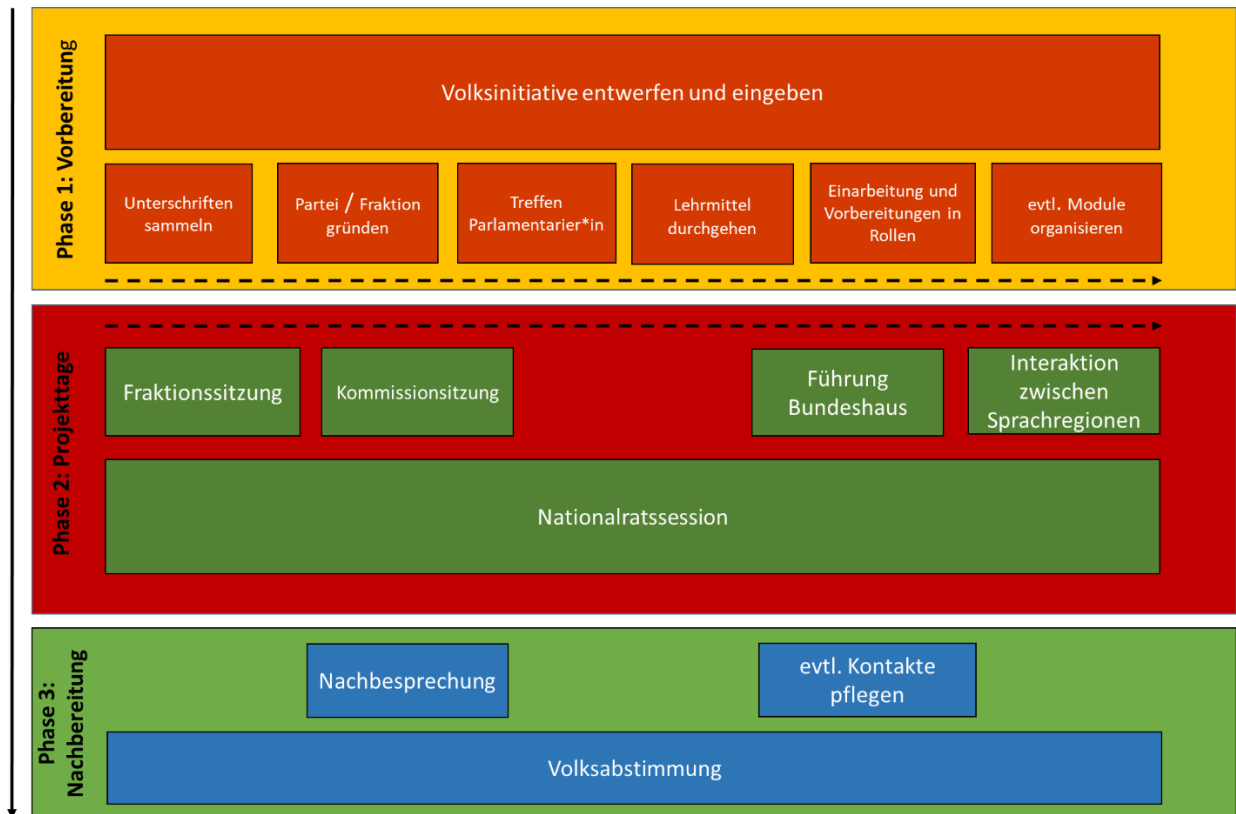 Phase 1: Vorbereitung
Volksinitiative entwerfen und eingeben
Unterschriften
sammeln
Partei / Fraktion
gründen
Treffen
Parlamentarier*in
Lehrmittel
durchgehen
Einarbeitung und
Vorbereitungen in
Rollen
evtl. Module
organisieren
Phase 2: Projekttage
Fraktionssitzung
Kommissionsitzung
Führung
Bundeshaus
Interaktion
zwischen
Sprachregionen
Nationalratssession
Phase 3:
Nachbereitung
Nachbesprechung
evtl. Kontakte
pflegen
Volksabstimmung